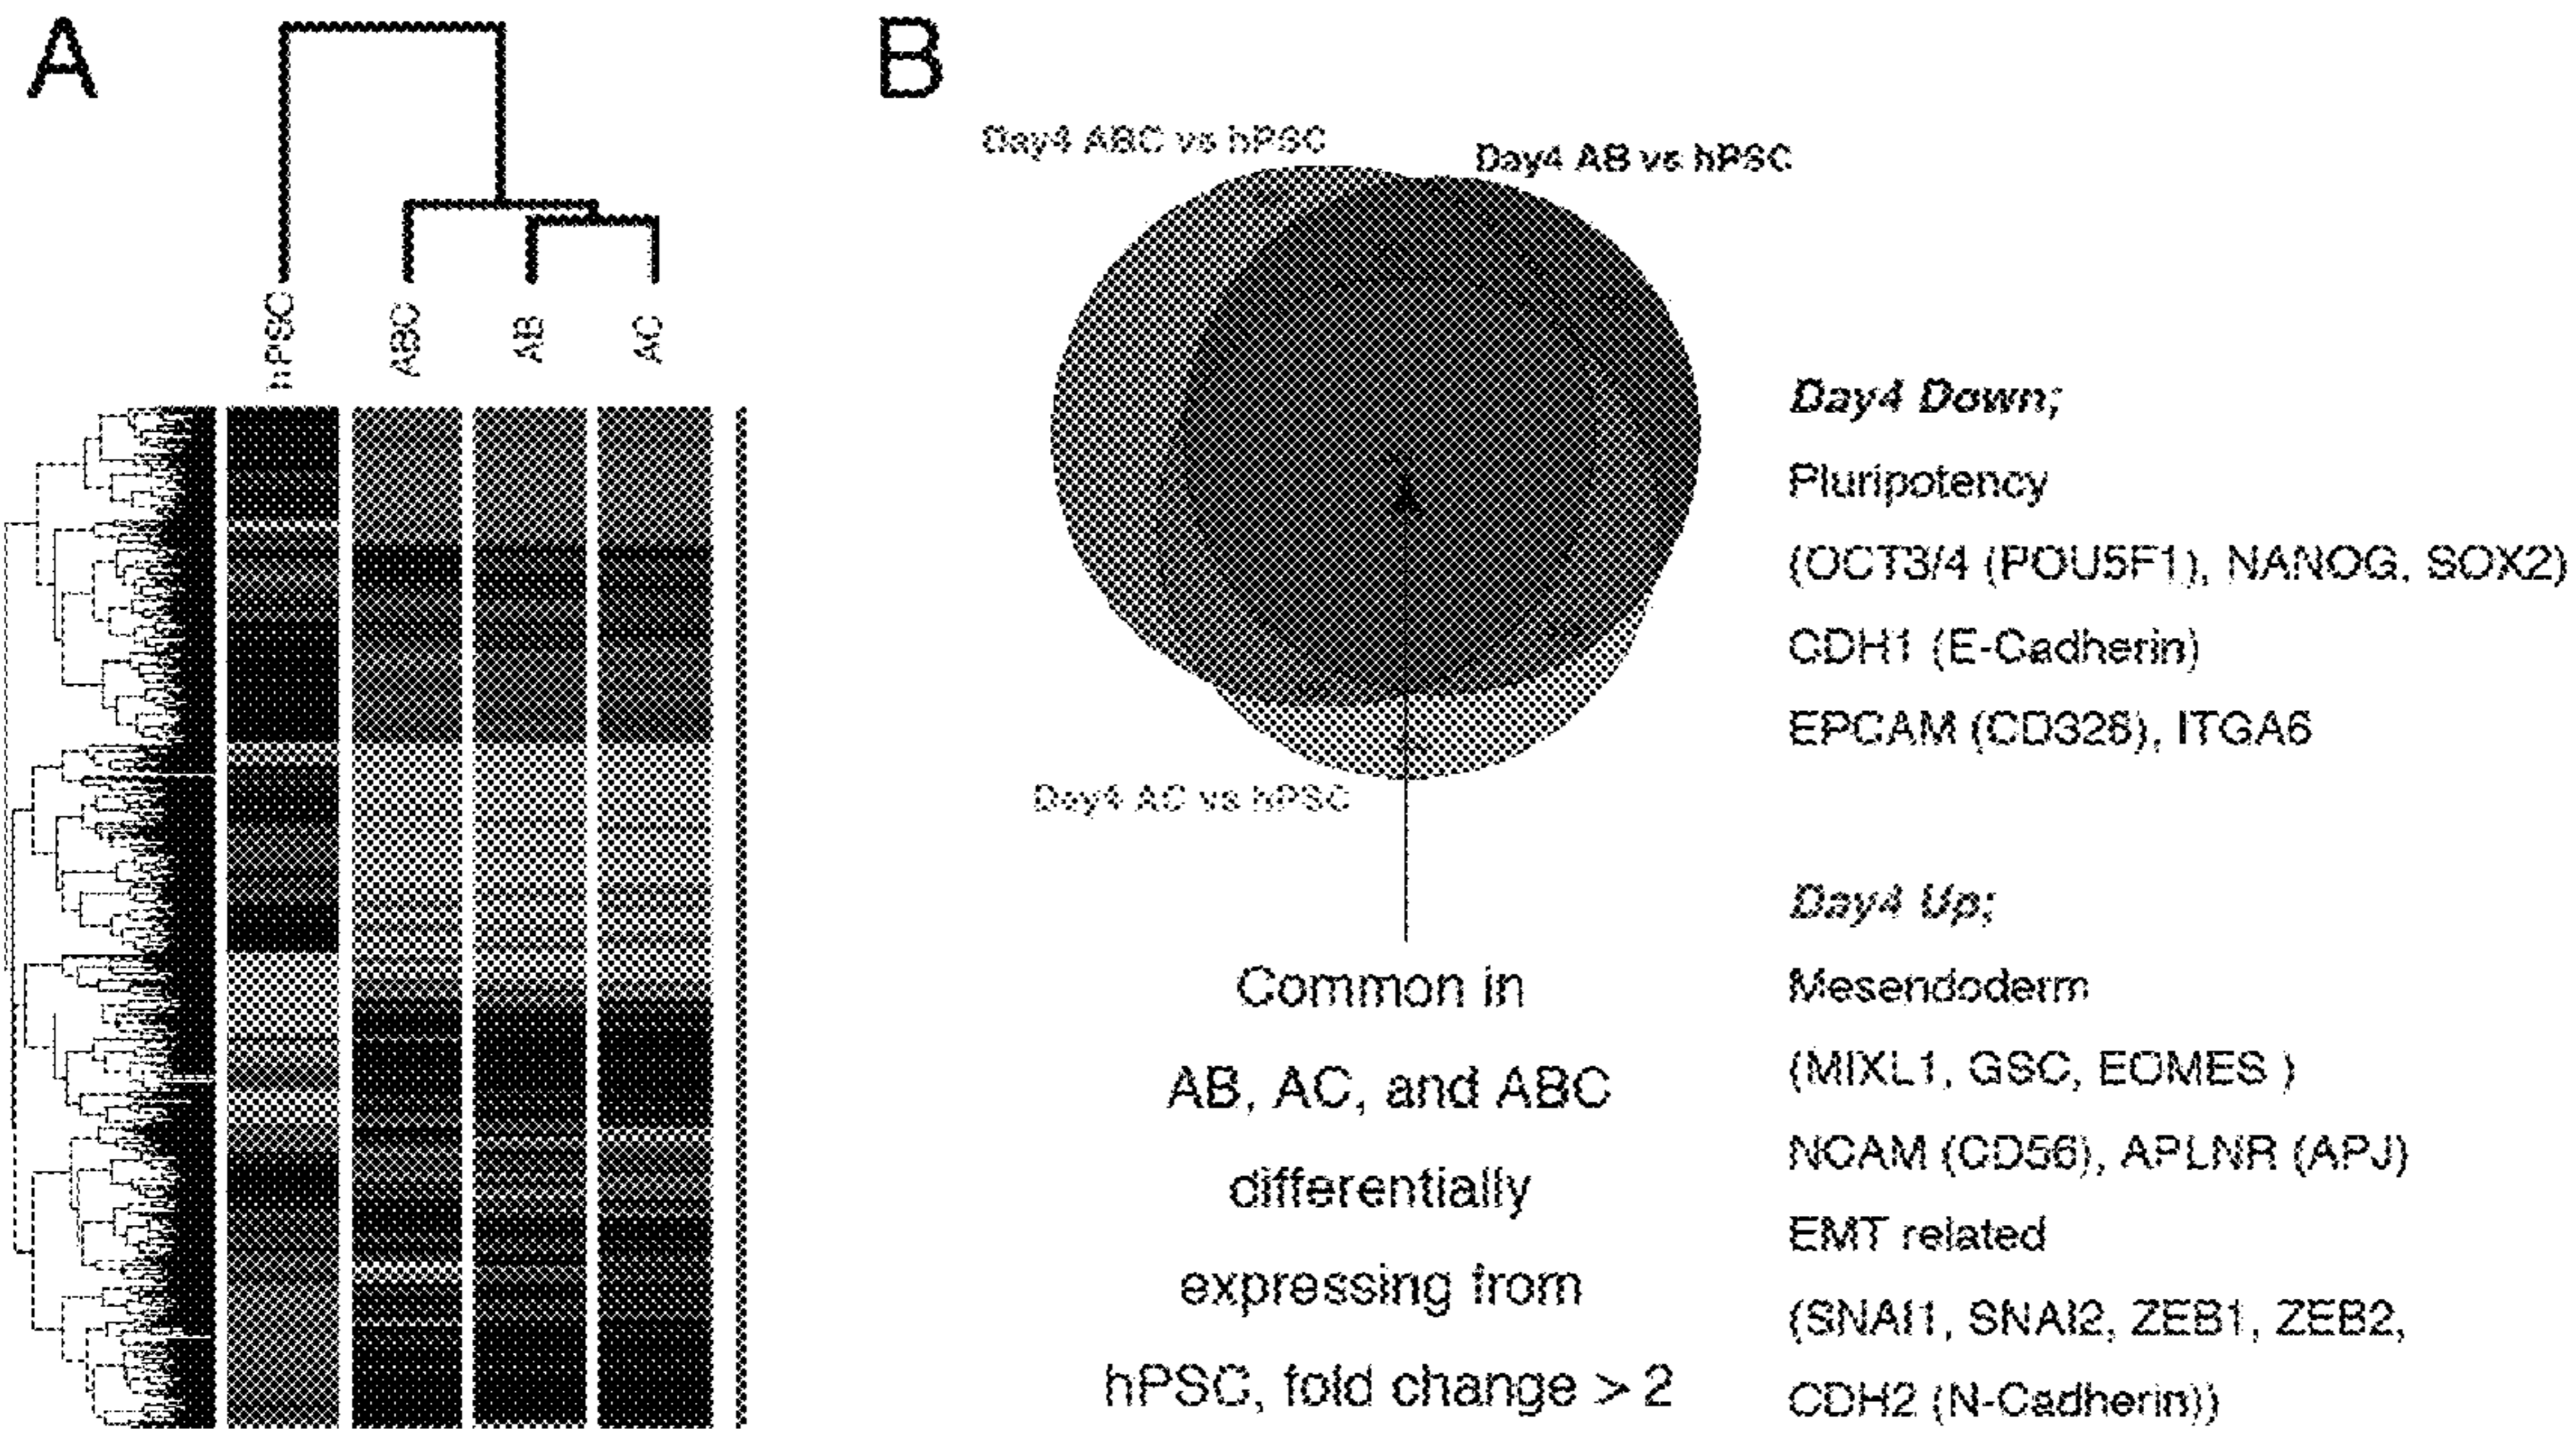 A
hPSC
ABC
AB
AC
B
Day4 ABC vs hPSC
Day4 AB vs hPSC
Day4 AC vs hPSC
Common in
AB, AC, and ABC
differentially
expressing from
hPSC, fold change > 2
Day4 Down;
Pluripotency
(OCT3/4 (POU5F1), NANOG, SOX2)
CDH1 (E-Cadherin)
EPCAM (CD326), ITGA6
Day4 Up;
Mesendoderm
(MIXL1, GSC, EOMES )
NCAM (CD56), APLNR (APJ)
EMT related
(SNAI1, SNAI2, ZEB1, ZEB2,
CDH2 (N-Cadherin))